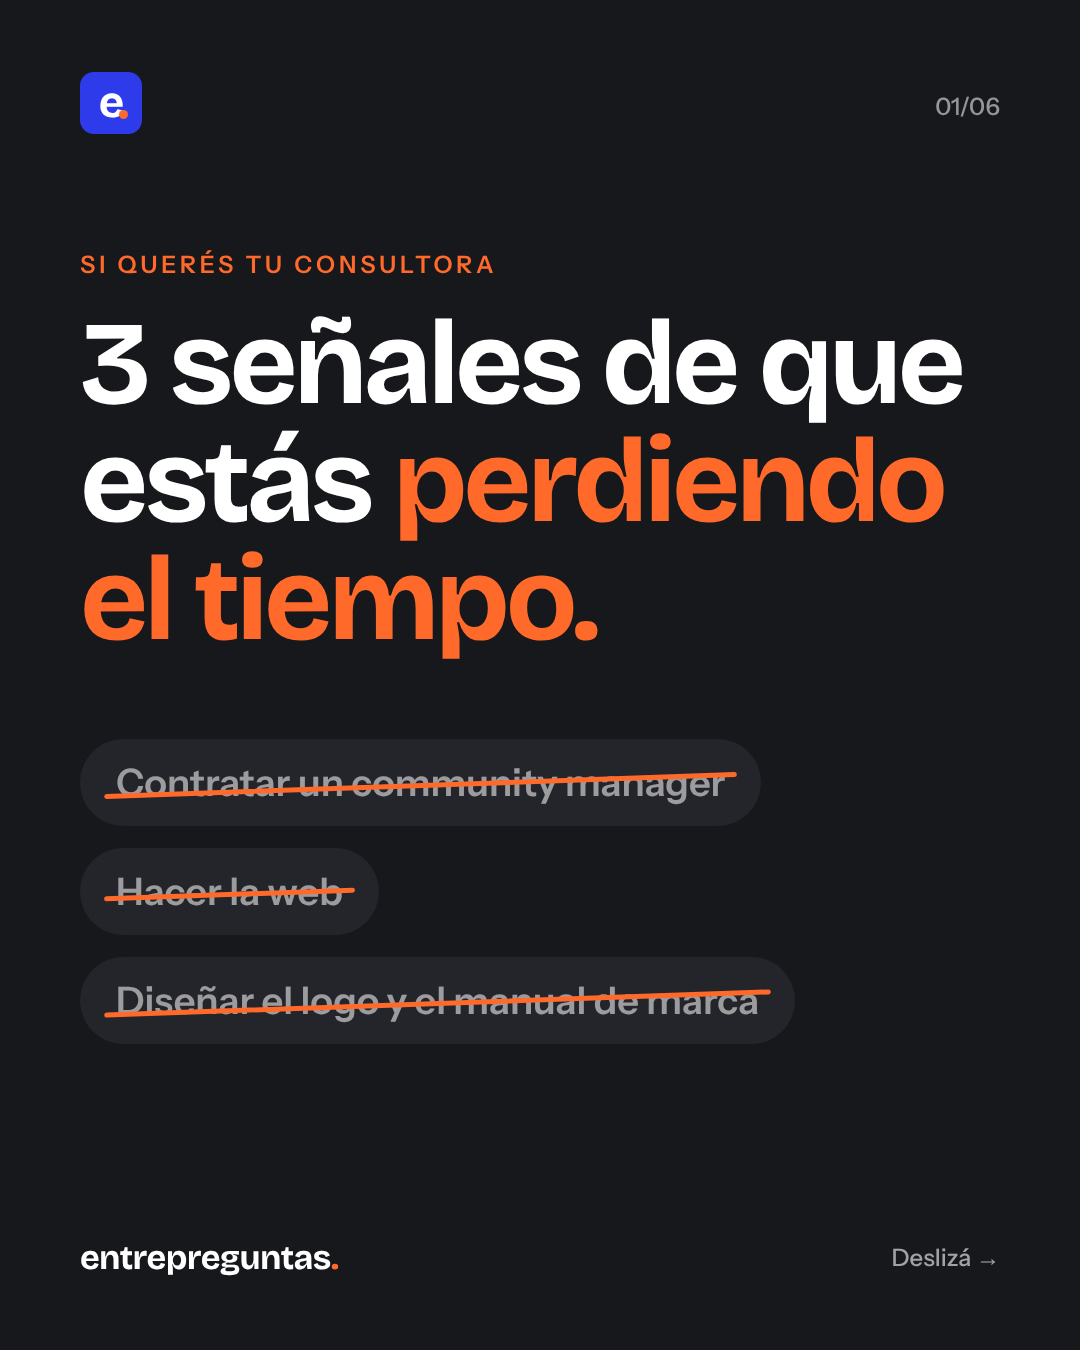 e.
01/06
SI QUERÉS TU CONSULTORA
3 señales de que
estás perdiendo
el tiempo.
Contratar un community manager
Hacer la web
Diseñar el logo y el manual de marca
entrepreguntas.
Deslizá →